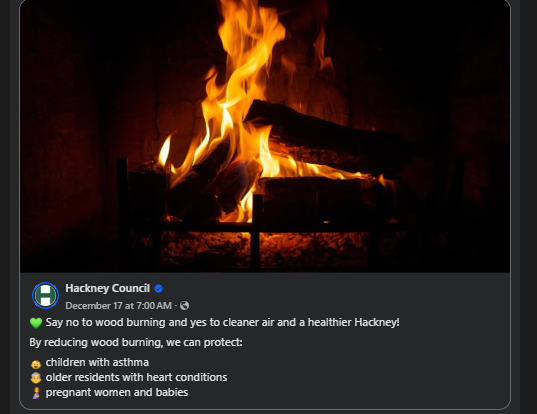 Hackney Council
December 17 at 7:00 AM ·
💚 Say no to wood burning and yes to cleaner air and a healthier Hackney!
By reducing wood burning, we can protect:
children with asthma
older residents with heart conditions
pregnant women and babies